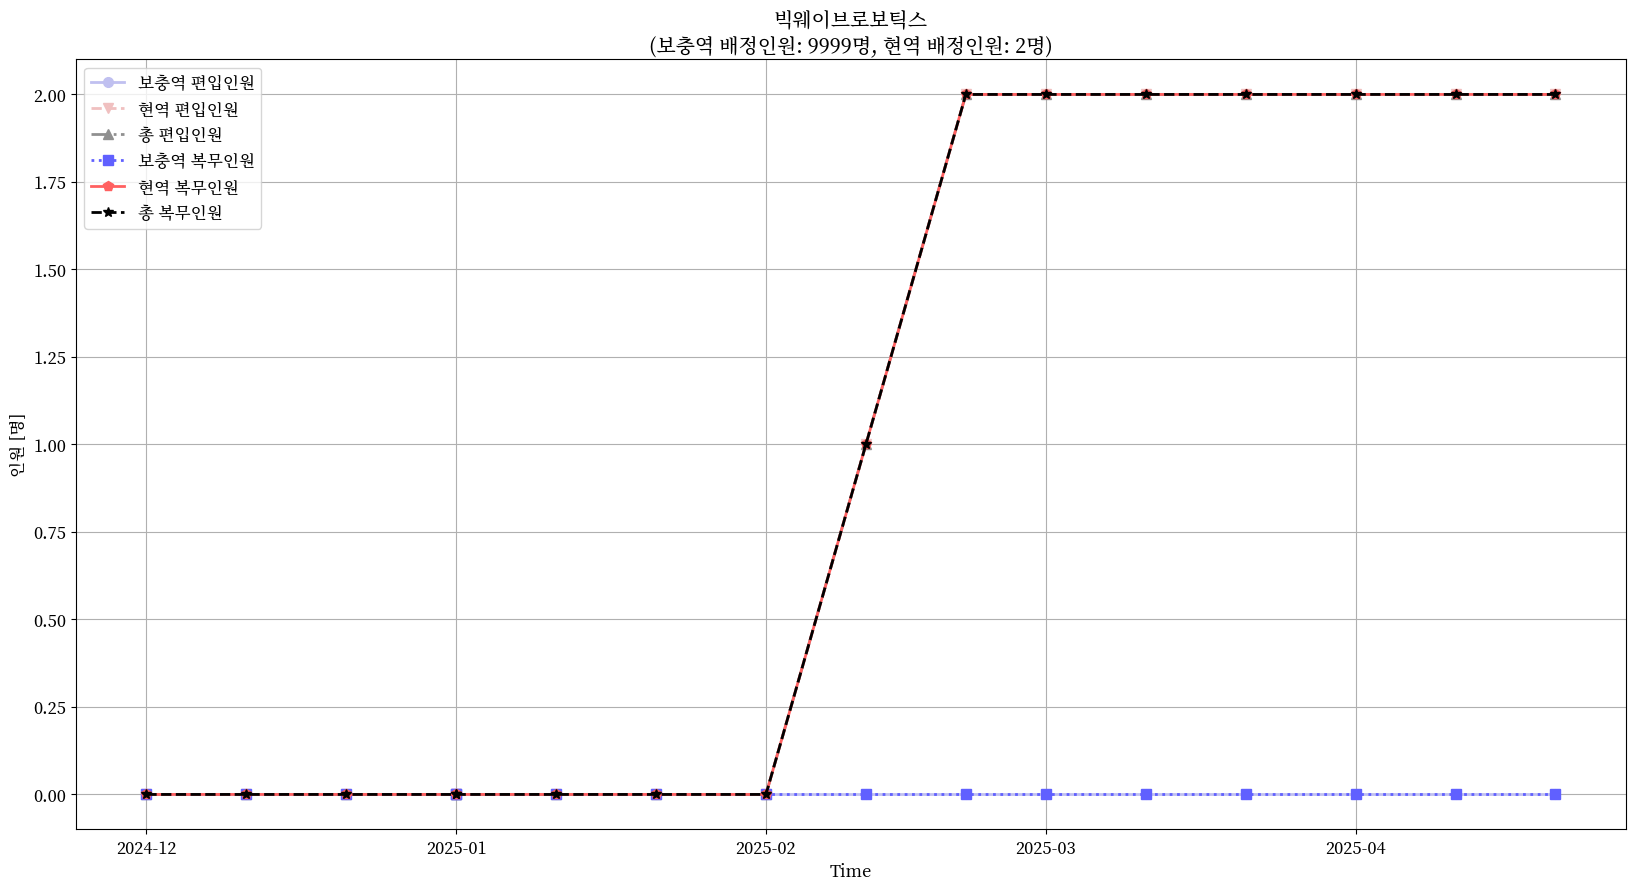 빅웨이브로보틱스
(보충역 배정인원: 9999명, 현역 배정인원: 2명)
보충역 편입인원
현역 편입인원
총 편입인원
보충역 복무인원
현역 복무인원
총 복무인원
인원 [명]
2.00
1.75
1.50
1.25
1.00
0.75
0.50
0.25
0.00
2024-12
2025-01
2025-02
2025-03
2025-04
Time